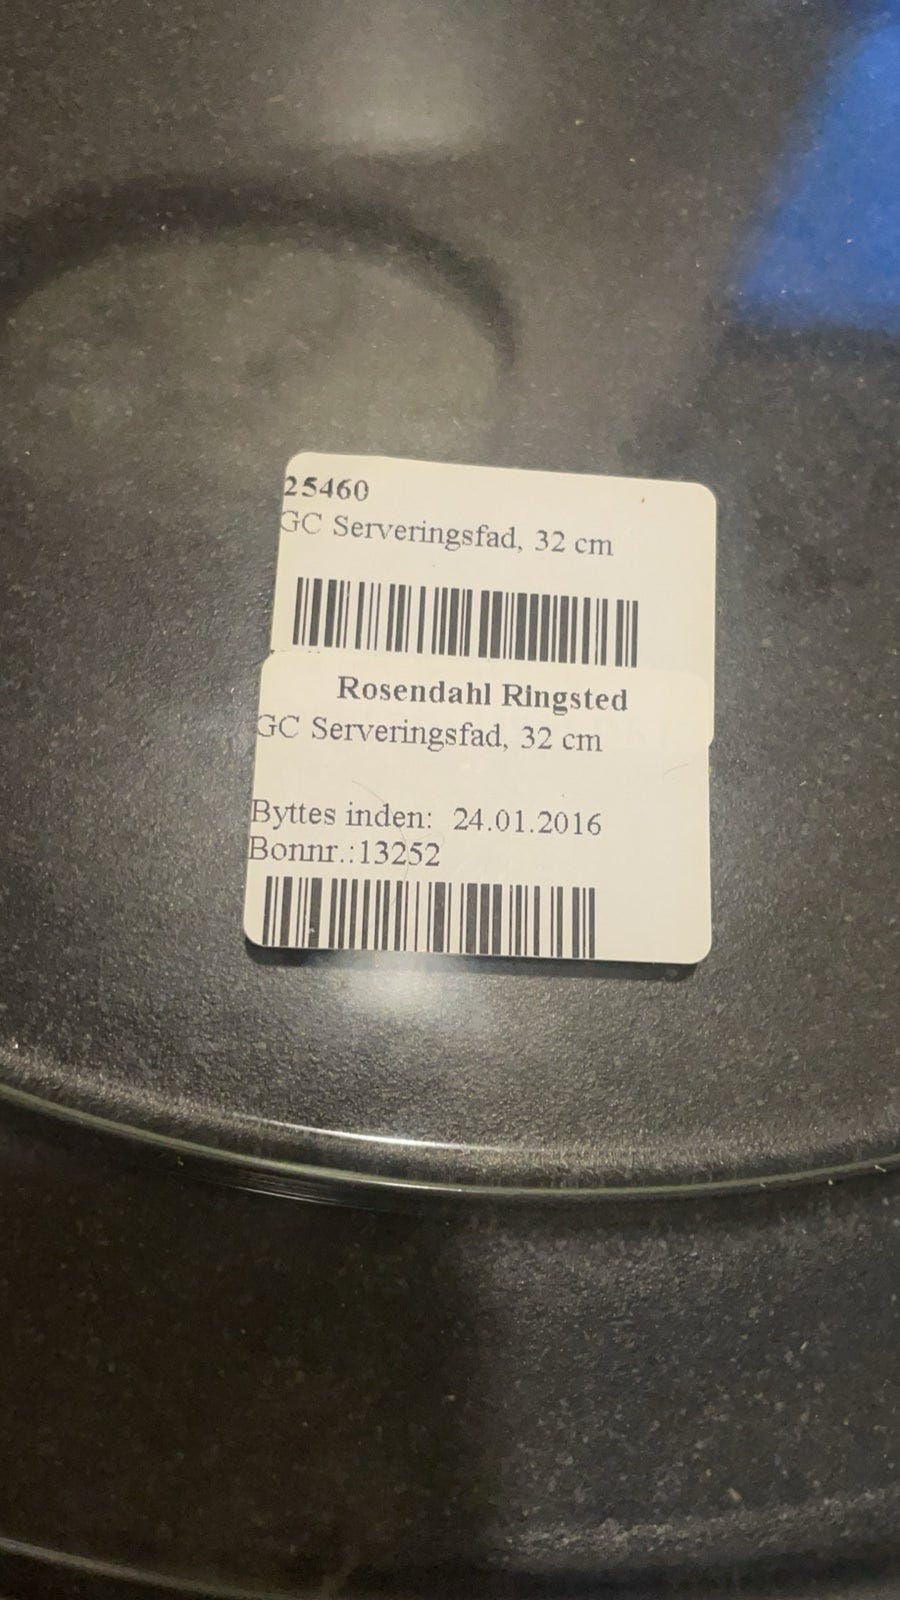 25460
GC Serveringsfad, 32 cm
Rosendahl Ringsted
GC Serveringsfad, 32 cm
Byttes inden: 24.01.2016
Bonnr.:13252